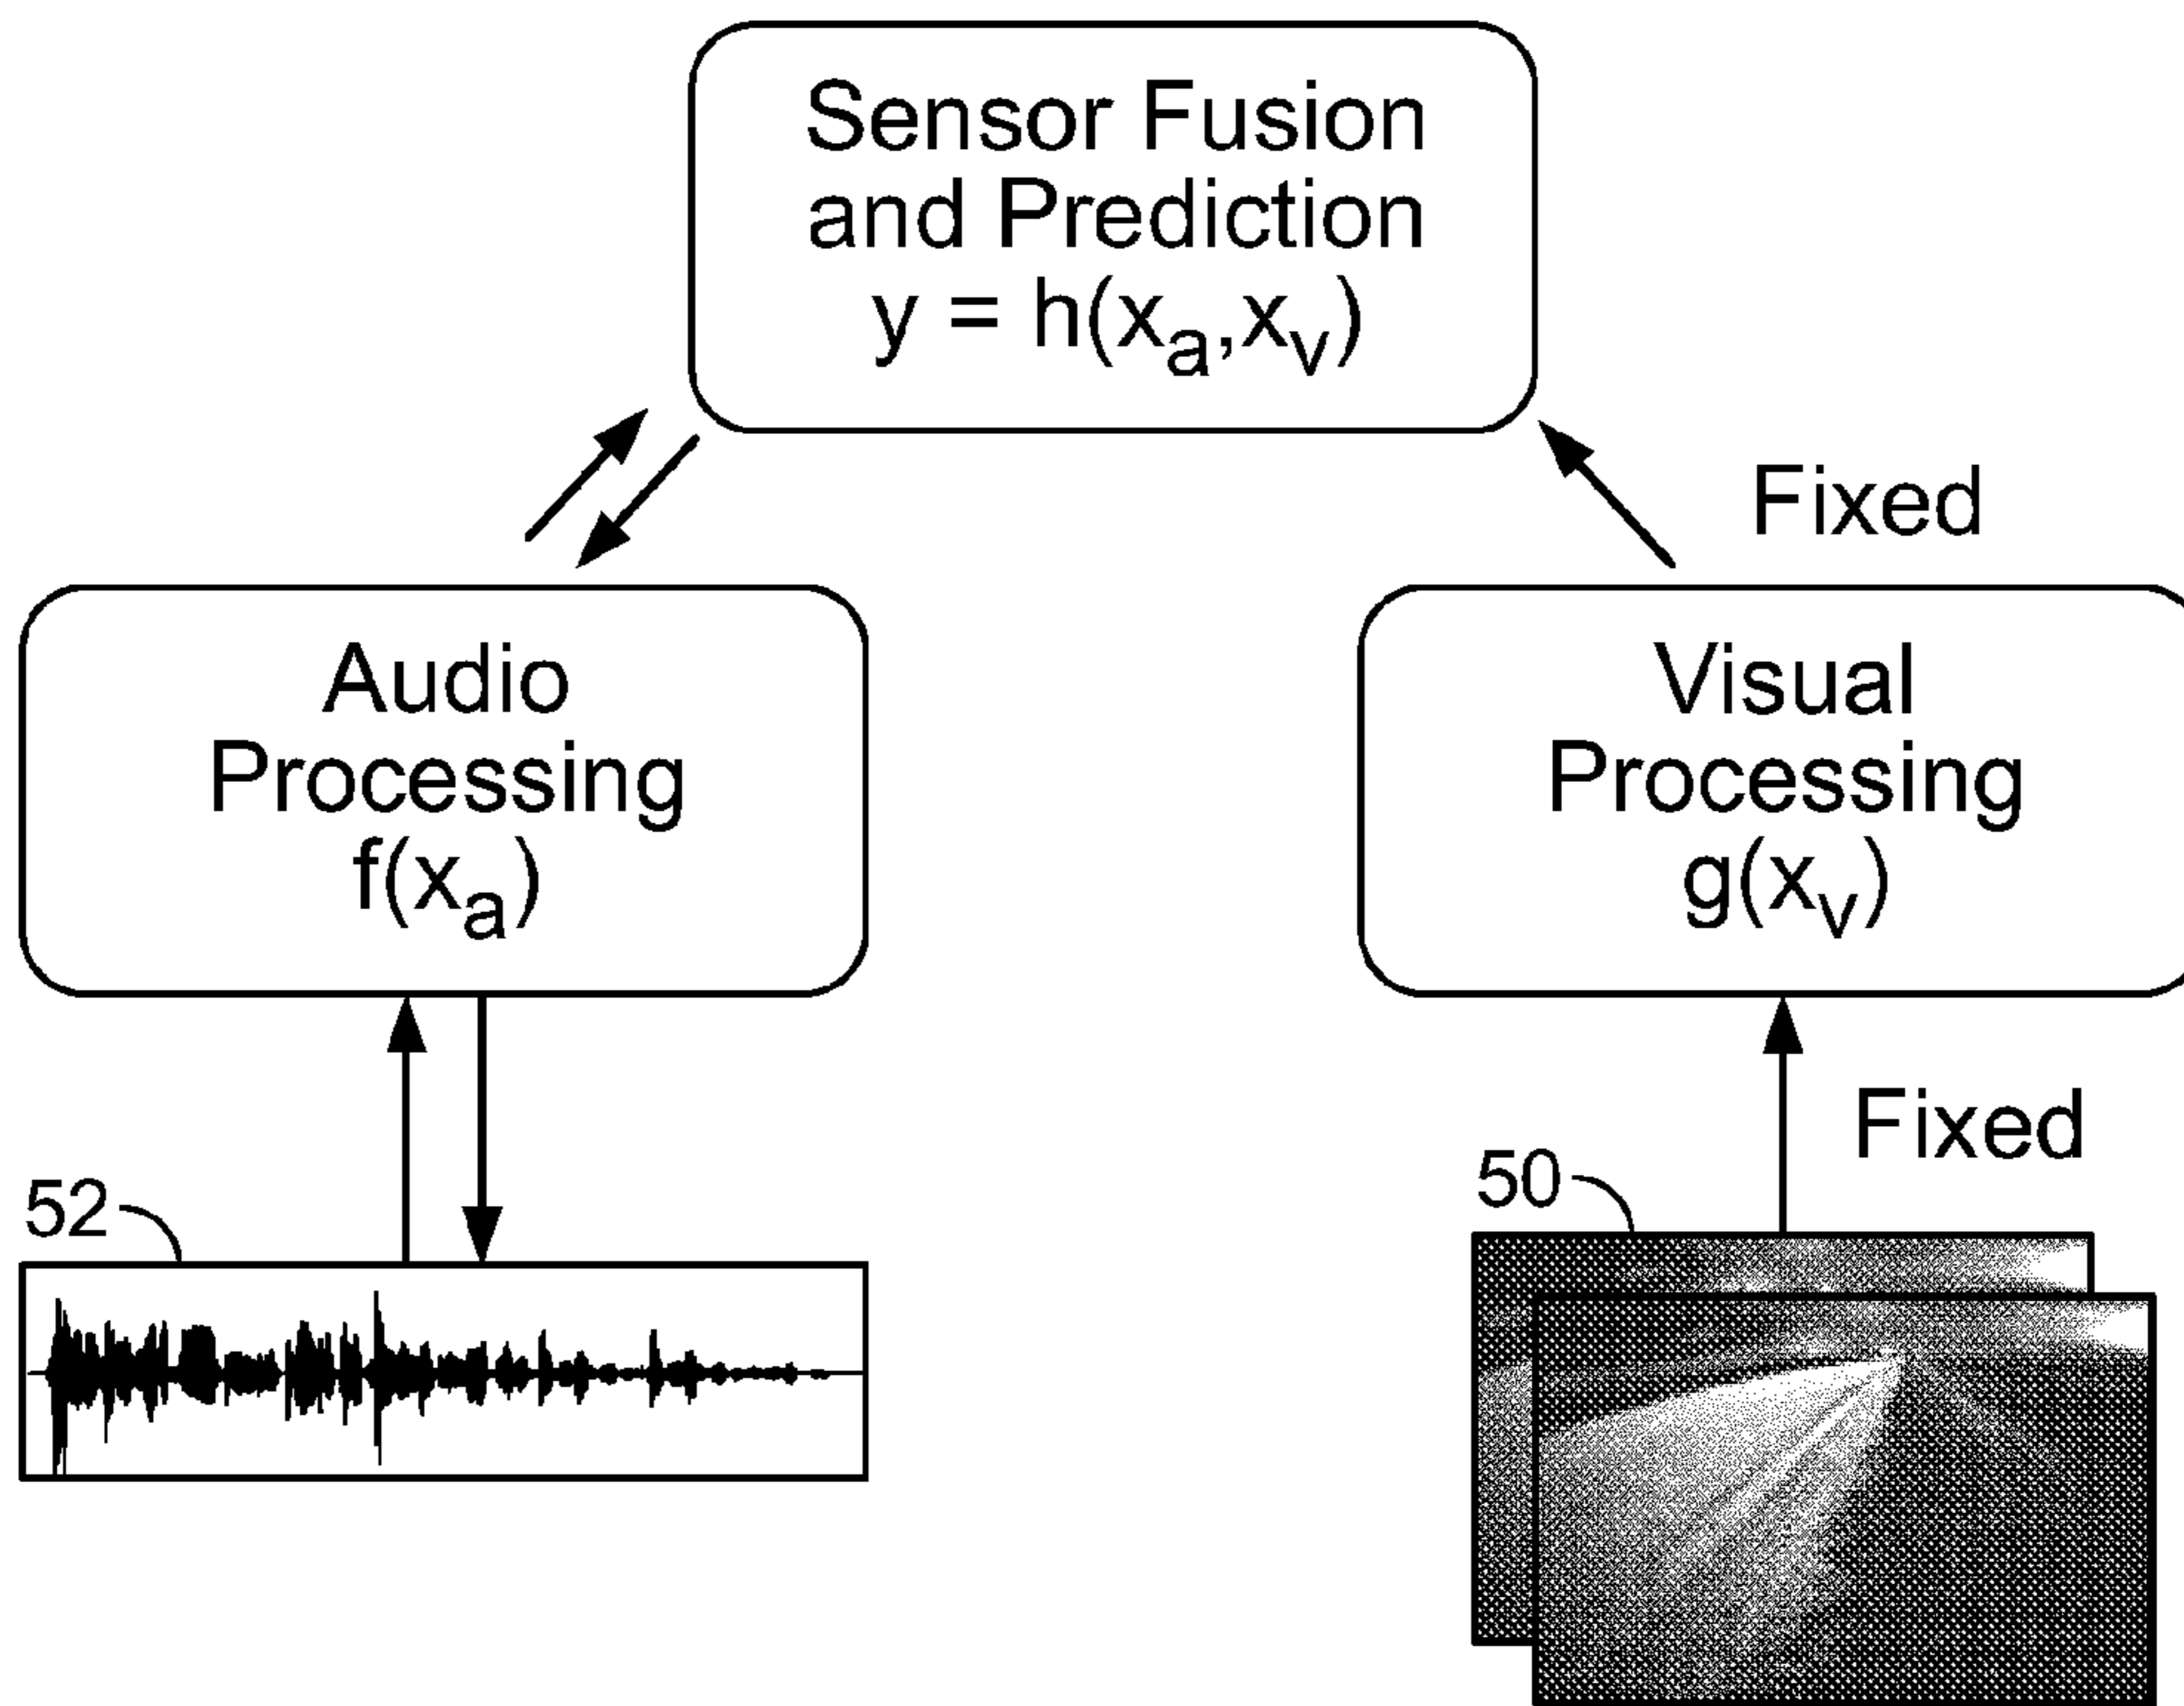 Sensor Fusion
and Prediction
y = h(xₐ,xᵥ)
Fixed
Audio
Processing
f(xₐ)
Visual
Processing
g(xᵥ)
Fixed
52
50